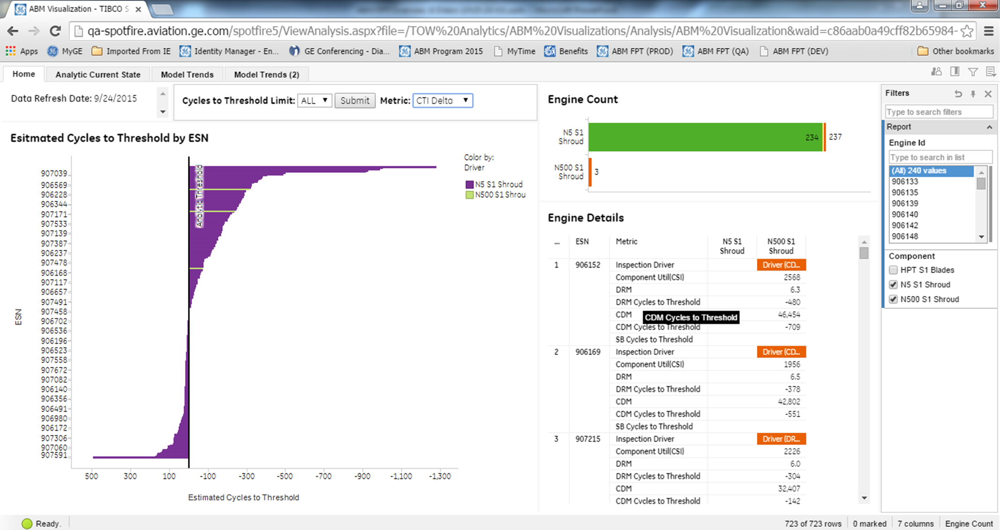 ABM Visualization - TIBCO S
qa-spotfire.aviation.ge.com/spotfire5/ViewAnalysis.aspx?file=/TOW%20Analytics/ABM%20Visualizations/Analysis/ABM%20Visualization&waid=c86aab0a49cff82b65984-
Apps MyGE Imported From IE Identity Manager - En... GE Conferencing - Dia... ABM Program 2015 MyTime Benefits ABM FPT (PROD) ABM FPT (QA) ABM FPT (DEV) Other bookmarks
Home Analytic Current State Model Trends Model Trends (2)
Data Refresh Date: 9/24/2015
Cycles to Threshold Limit: ALL Submit Metric: CTI Delta
Esitmated Cycles to Threshold by ESN
Analytic Threshold
Color by:
Driver
N5 S1 Shroud
N500 S1 Shrou
ESN
907039
906569
906228
906344
907171
907533
907139
907387
906237
907478
906168
907117
906657
907491
907458
906702
906536
906196
906523
907558
907672
907082
906140
906356
906491
906980
906172
907306
907060
907591
500 300 100 -100 -300 -500 -700 -900 -1,100 -1,300
Estimated Cycles to Threshold
Engine Count
N5 S1
Shroud
234 237
N500 S1
Shroud
3
Engine Details
... ESN Metric N5 S1 Shroud N500 S1 Shroud
1 906152 Inspection Driver Driver (CD...
Component Util(CSI) 2568
DRM 6.3
DRM Cycles to Threshold -480
CDM 46,454
CDM Cycles to Threshold
CDM Cycles to Threshold -709
SB Cycles to Threshold
2 906169 Inspection Driver Driver (CD...
Component Util(CSI) 1956
DRM 6.5
DRM Cycles to Threshold -378
CDM 42,802
CDM Cycles to Threshold -551
SB Cycles to Threshold
3 907215 Inspection Driver Driver (DR...
Component Util(CSI) 2226
DRM 6.0
DRM Cycles to Threshold -304
CDM 32,407
CDM Cycles to Threshold -142
Filters
Type to search filters
Report
Engine Id
Type to search in list
(All) 240 values
906133
906135
906139
906140
906142
906148
Component
HPT S1 Blades
N5 S1 Shroud
N500 S1 Shroud
Ready.
723 of 723 rows 0 marked 7 columns Engine Count